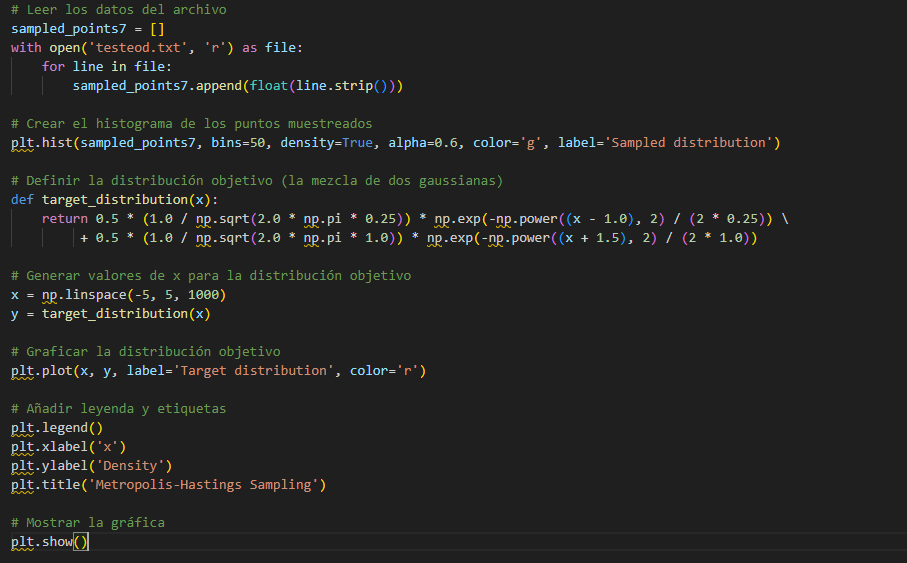 # Leer los datos del archivo
sampled_points7 = []
with open('testeod.txt', 'r') as file:
    for line in file:
        sampled_points7.append(float(line.strip()))

# Crear el histograma de los puntos muestreados
plt.hist(sampled_points7, bins=50, density=True, alpha=0.6, color='g', label='Sampled distribution')

# Definir la distribución objetivo (la mezcla de dos gaussianas)
def target_distribution(x):
    return 0.5 * (1.0 / np.sqrt(2.0 * np.pi * 0.25)) * np.exp(-np.power((x - 1.0), 2) / (2 * 0.25)) \
         + 0.5 * (1.0 / np.sqrt(2.0 * np.pi * 1.0)) * np.exp(-np.power((x + 1.5), 2) / (2 * 1.0))

# Generar valores de x para la distribución objetivo
x = np.linspace(-5, 5, 1000)
y = target_distribution(x)

# Graficar la distribución objetivo
plt.plot(x, y, label='Target distribution', color='r')

# Añadir leyenda y etiquetas
plt.legend()
plt.xlabel('x')
plt.ylabel('Density')
plt.title('Metropolis-Hastings Sampling')

# Mostrar la gráfica
plt.show()